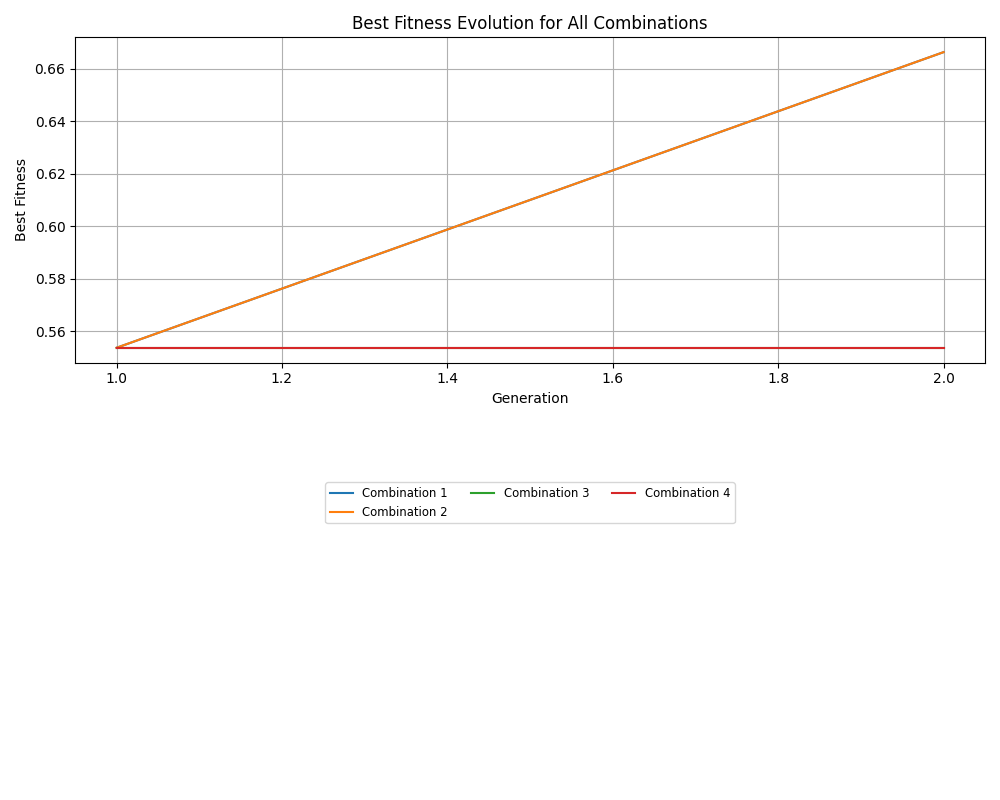 Best Fitness Evolution for All Combinations
Best Fitness
0.66
0.64
0.62
0.60
0.58
0.56
1.0 1.2 1.4 1.6 1.8 2.0
Generation
Combination 1 Combination 3 Combination 4
Combination 2